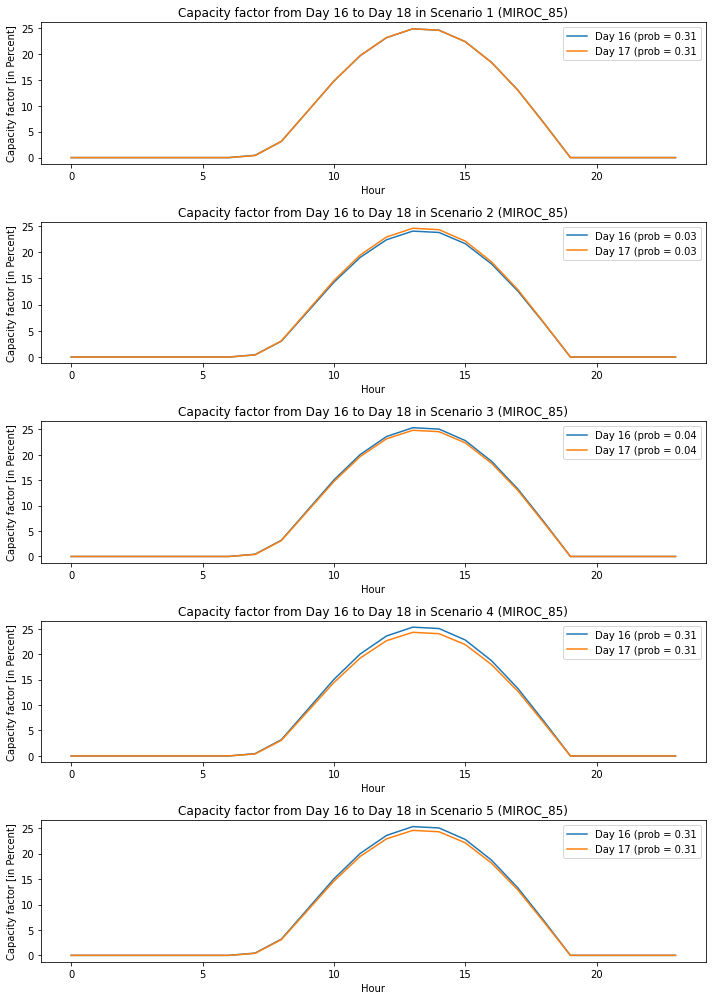 Capacity factor from Day 16 to Day 18 in Scenario 1 (MIROC_85)
Capacity factor [in Percent]
25
20
15
10
5
0
Day 16 (prob = 0.31
Day 17 (prob = 0.31
0 5 10 15 20
Hour
Capacity factor from Day 16 to Day 18 in Scenario 2 (MIROC_85)
Capacity factor [in Percent]
25
20
15
10
5
0
Day 16 (prob = 0.03
Day 17 (prob = 0.03
0 5 10 15 20
Hour
Capacity factor from Day 16 to Day 18 in Scenario 3 (MIROC_85)
Capacity factor [in Percent]
25
20
15
10
5
0
Day 16 (prob = 0.04
Day 17 (prob = 0.04
0 5 10 15 20
Hour
Capacity factor from Day 16 to Day 18 in Scenario 4 (MIROC_85)
Capacity factor [in Percent]
25
20
15
10
5
0
Day 16 (prob = 0.31
Day 17 (prob = 0.31
0 5 10 15 20
Hour
Capacity factor from Day 16 to Day 18 in Scenario 5 (MIROC_85)
Capacity factor [in Percent]
25
20
15
10
5
0
Day 16 (prob = 0.31
Day 17 (prob = 0.31
0 5 10 15 20
Hour